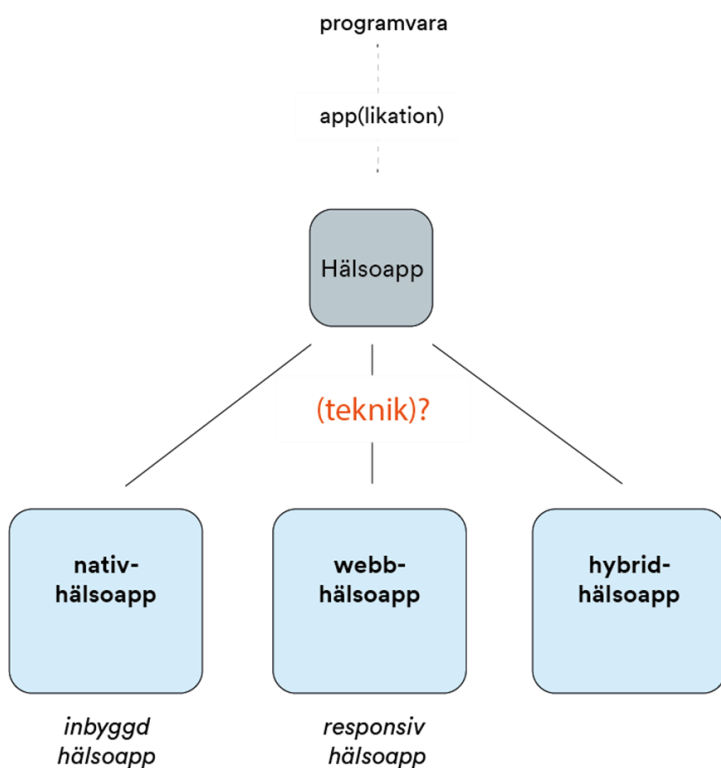 programvara
app(likation)
Hälsoapp
(teknik)?
nativ-
hälsoapp
webb-
hälsoapp
hybrid-
hälsoapp
inbyggd
hälsoapp
responsiv
hälsoapp